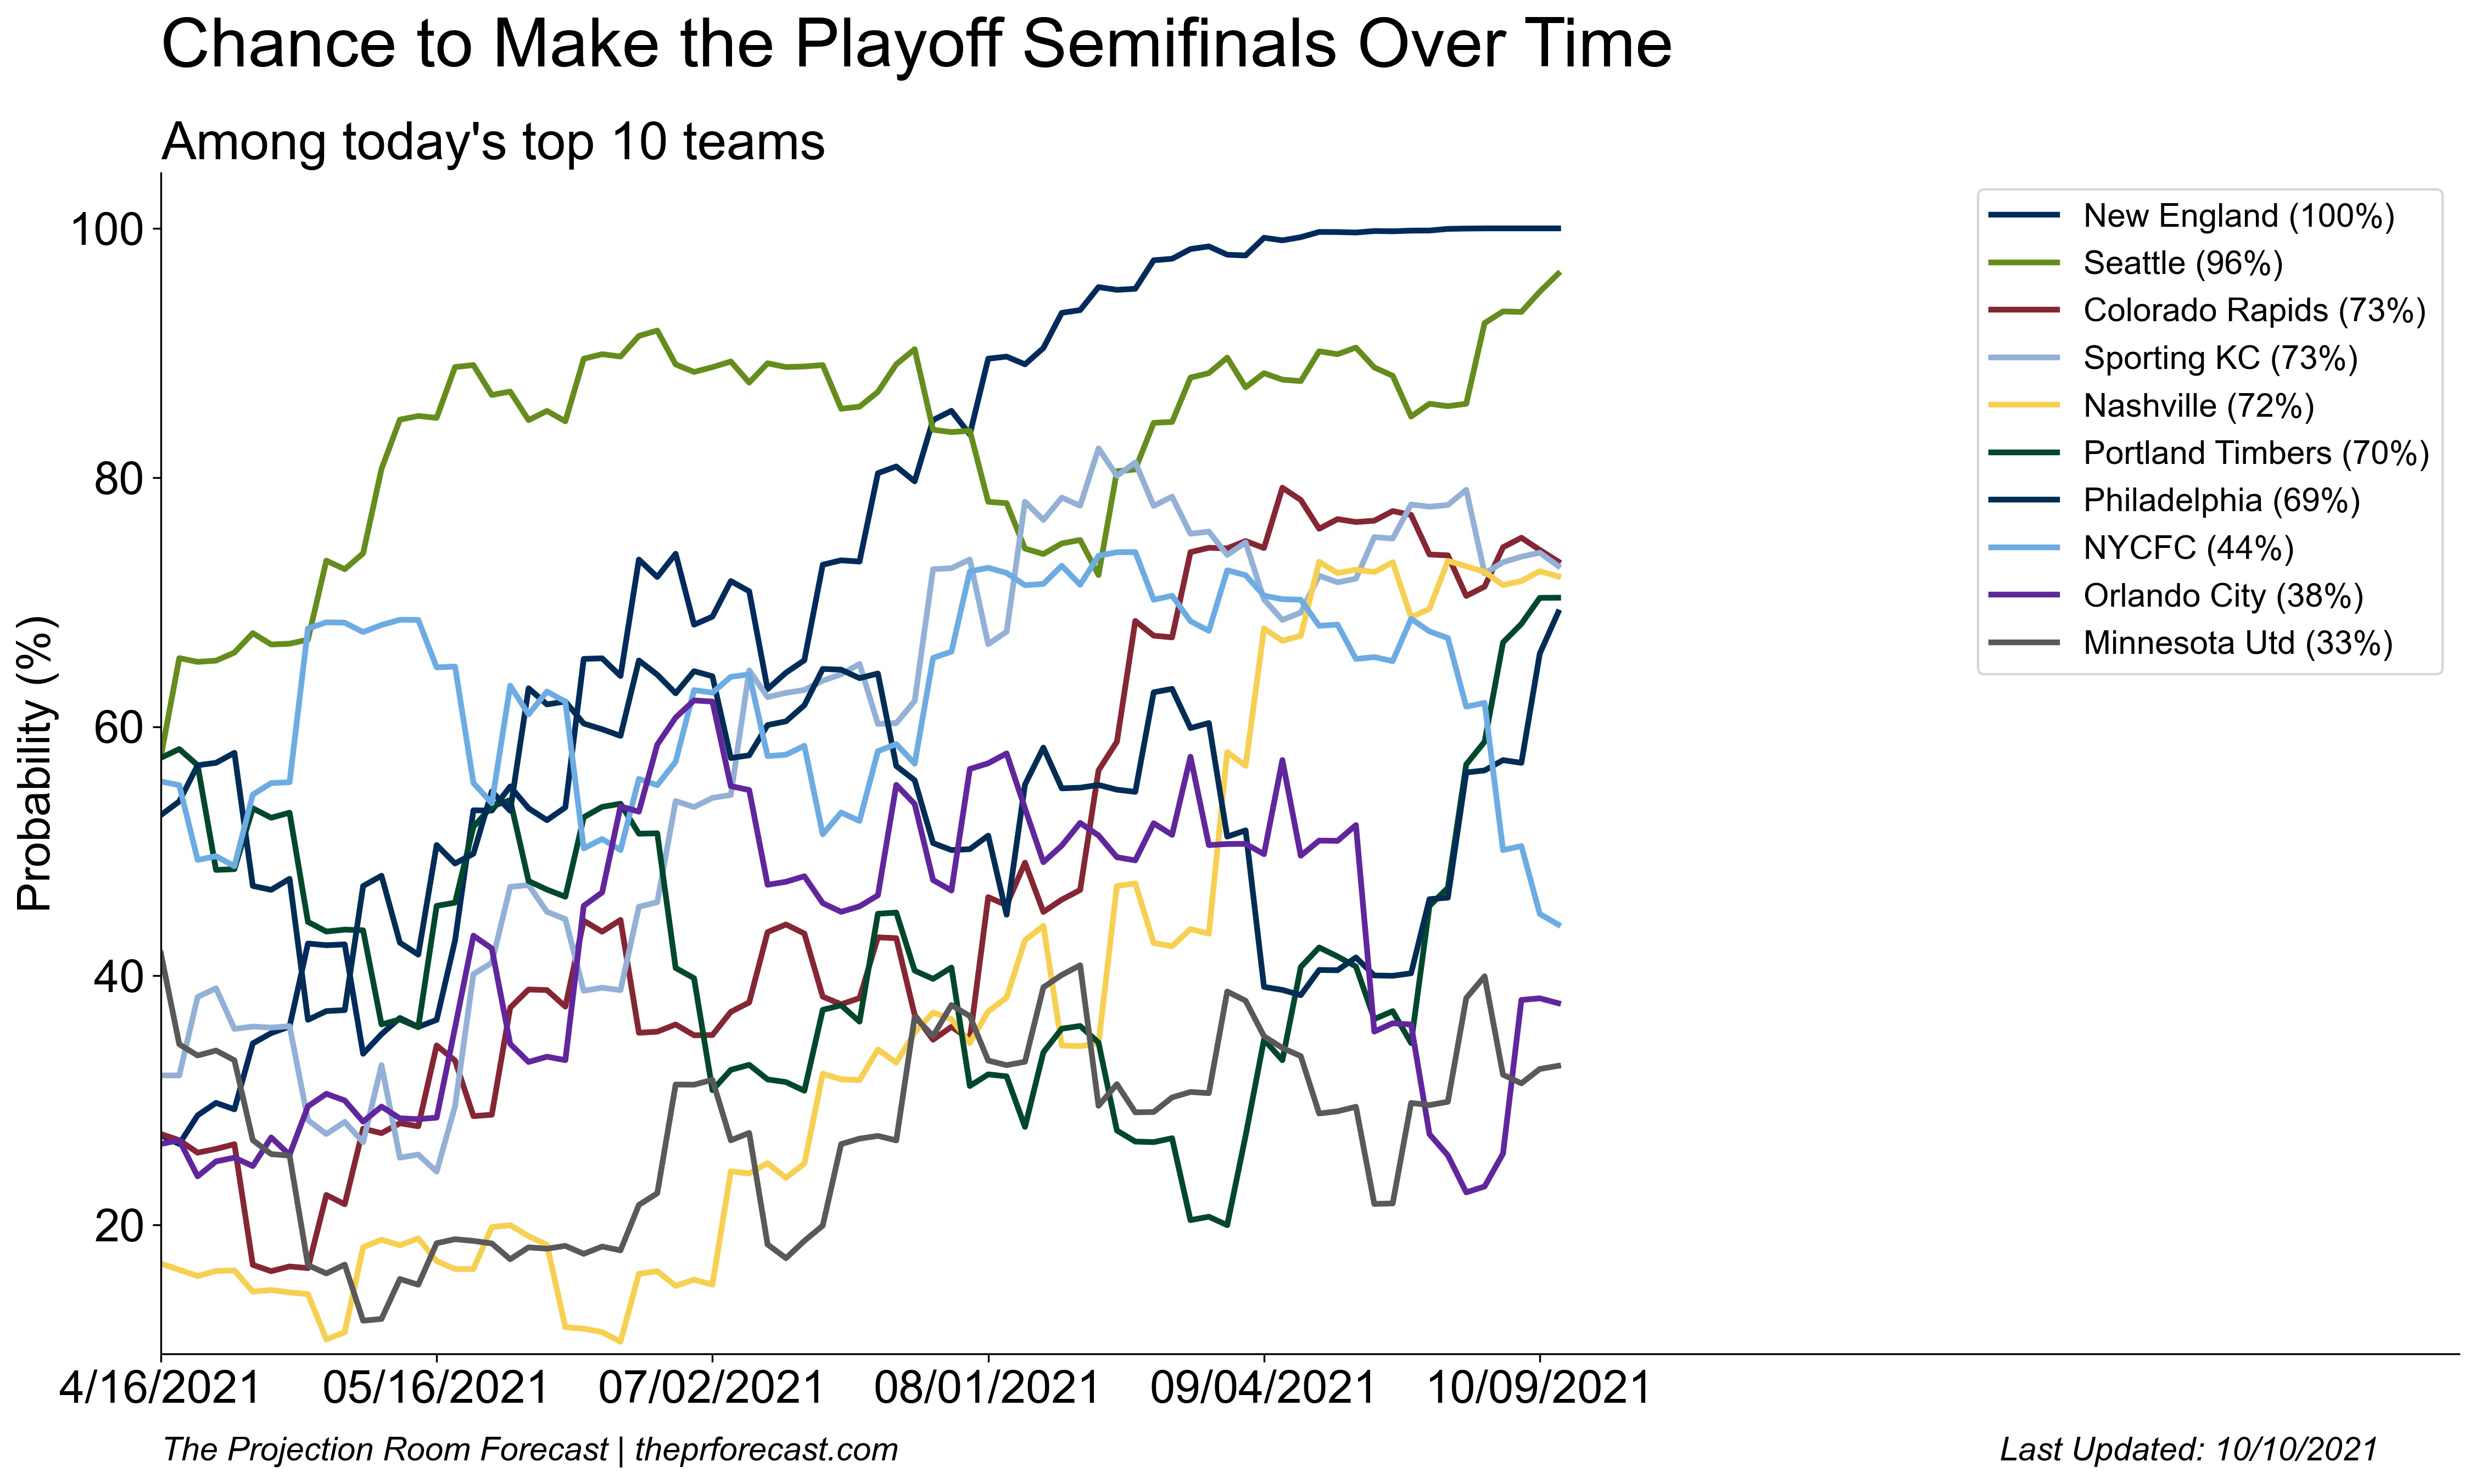 Chance to Make the Playoff Semifinals Over Time
Among today's top 10 teams
Probability (%)
100
80
60
40
20
New England (100%)
Seattle (96%)
Colorado Rapids (73%)
Sporting KC (73%)
Nashville (72%)
Portland Timbers (70%)
Philadelphia (69%)
NYCFC (44%)
Orlando City (38%)
Minnesota Utd (33%)
4/16/2021 05/16/2021 07/02/2021 08/01/2021 09/04/2021 10/09/2021
The Projection Room Forecast | theprforecast.com
Last Updated: 10/10/2021